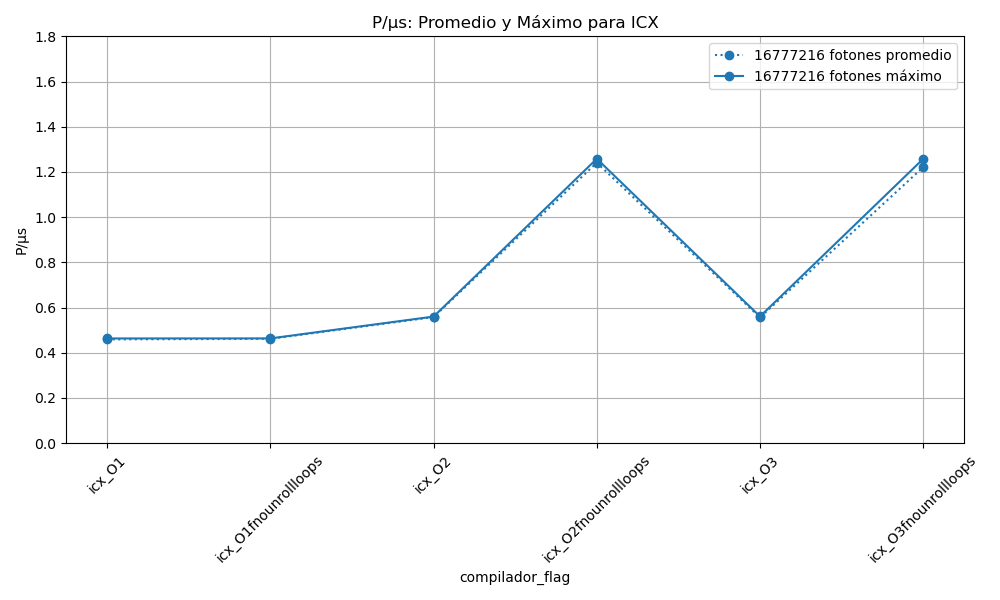 P/µs: Promedio y Máximo para ICX
16777216 fotones promedio
16777216 fotones máximo
P/µs
1.8
1.6
1.4
1.2
1.0
0.8
0.6
0.4
0.2
0.0
icx_O1
icx_O1fnounrollloops
icx_O2
icx_O2fnounrollloops
icx_O3
icx_O3fnounrollloops
compilador_flag